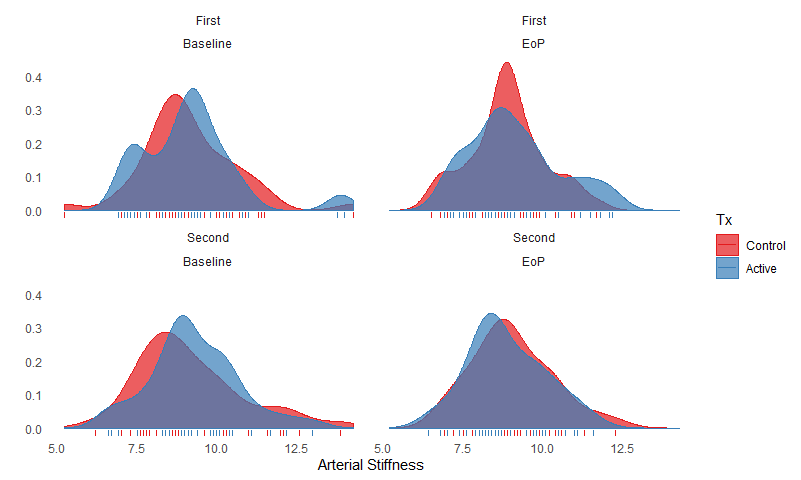 First First
Baseline EoP
0.4
0.3
0.2
0.1
0.0
Second Second
Baseline EoP
0.4
0.3
0.2
0.1
0.0
5.0 7.5 10.0 12.5 5.0 7.5 10.0 12.5
Arterial Stiffness
Tx
Control
Active